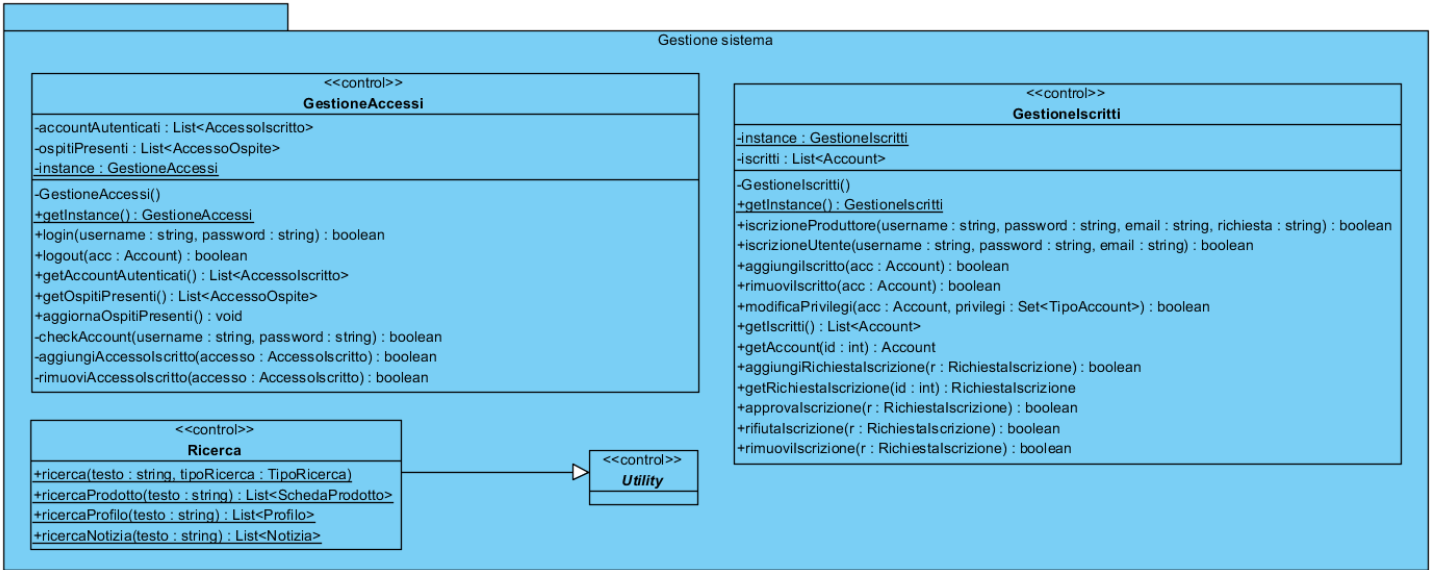 Gestione sistema
<<control>>
GestioneAccessi
-accountAutenticati : List<AccessoIscritto>
-ospitiPresenti : List<AccessoOspite>
-instance : GestioneAccessi
-GestioneAccessi()
+getInstance() : GestioneAccessi
+login(username : string, password : string) : boolean
+logout(acc : Account) : boolean
+getAccountAutenticati() : List<AccessoIscritto>
+getOspitiPresenti() : List<AccessoOspite>
+aggiornaOspitiPresenti() : void
-checkAccount(username : string, password : string) : boolean
-aggiungiAccessoIscritto(accesso : AccessoIscritto) : boolean
-rimuoviAccessoIscritto(accesso : AccessoIscritto) : boolean
<<control>>
GestioneIscritti
-instance : GestioneIscritti
-iscritti : List<Account>
-GestioneIscritti()
+getInstance() : GestioneIscritti
+iscrizioneProduttore(username : string, password : string, email : string, richiesta : string) : boolean
+iscrizioneUtente(username : string, password : string, email : string) : boolean
+aggiungiIscritto(acc : Account) : boolean
+rimuoviIscritto(acc : Account) : boolean
+modificaPrivilegi(acc : Account, privilegi : Set<TipoAccount>) : boolean
+getIscritti() : List<Account>
+getAccount(id : int) : Account
+aggiungiRichiestaIscrizione(r : RichiestaIscrizione) : boolean
+getRichiestaIscrizione(id : int) : RichiestaIscrizione
+approvaIscrizione(r : RichiestaIscrizione) : boolean
+rifiutaIscrizione(r : RichiestaIscrizione) : boolean
+rimuoviIscrizione(r : RichiestaIscrizione) : boolean
<<control>>
Ricerca
+ricerca(testo : string, tipoRicerca : TipoRicerca)
+ricercaProdotto(testo : string) : List<SchedaProdotto>
+ricercaProfilo(testo : string) : List<Profilo>
+ricercaNotizia(testo : string) : List<Notizia>
<<control>>
Utility